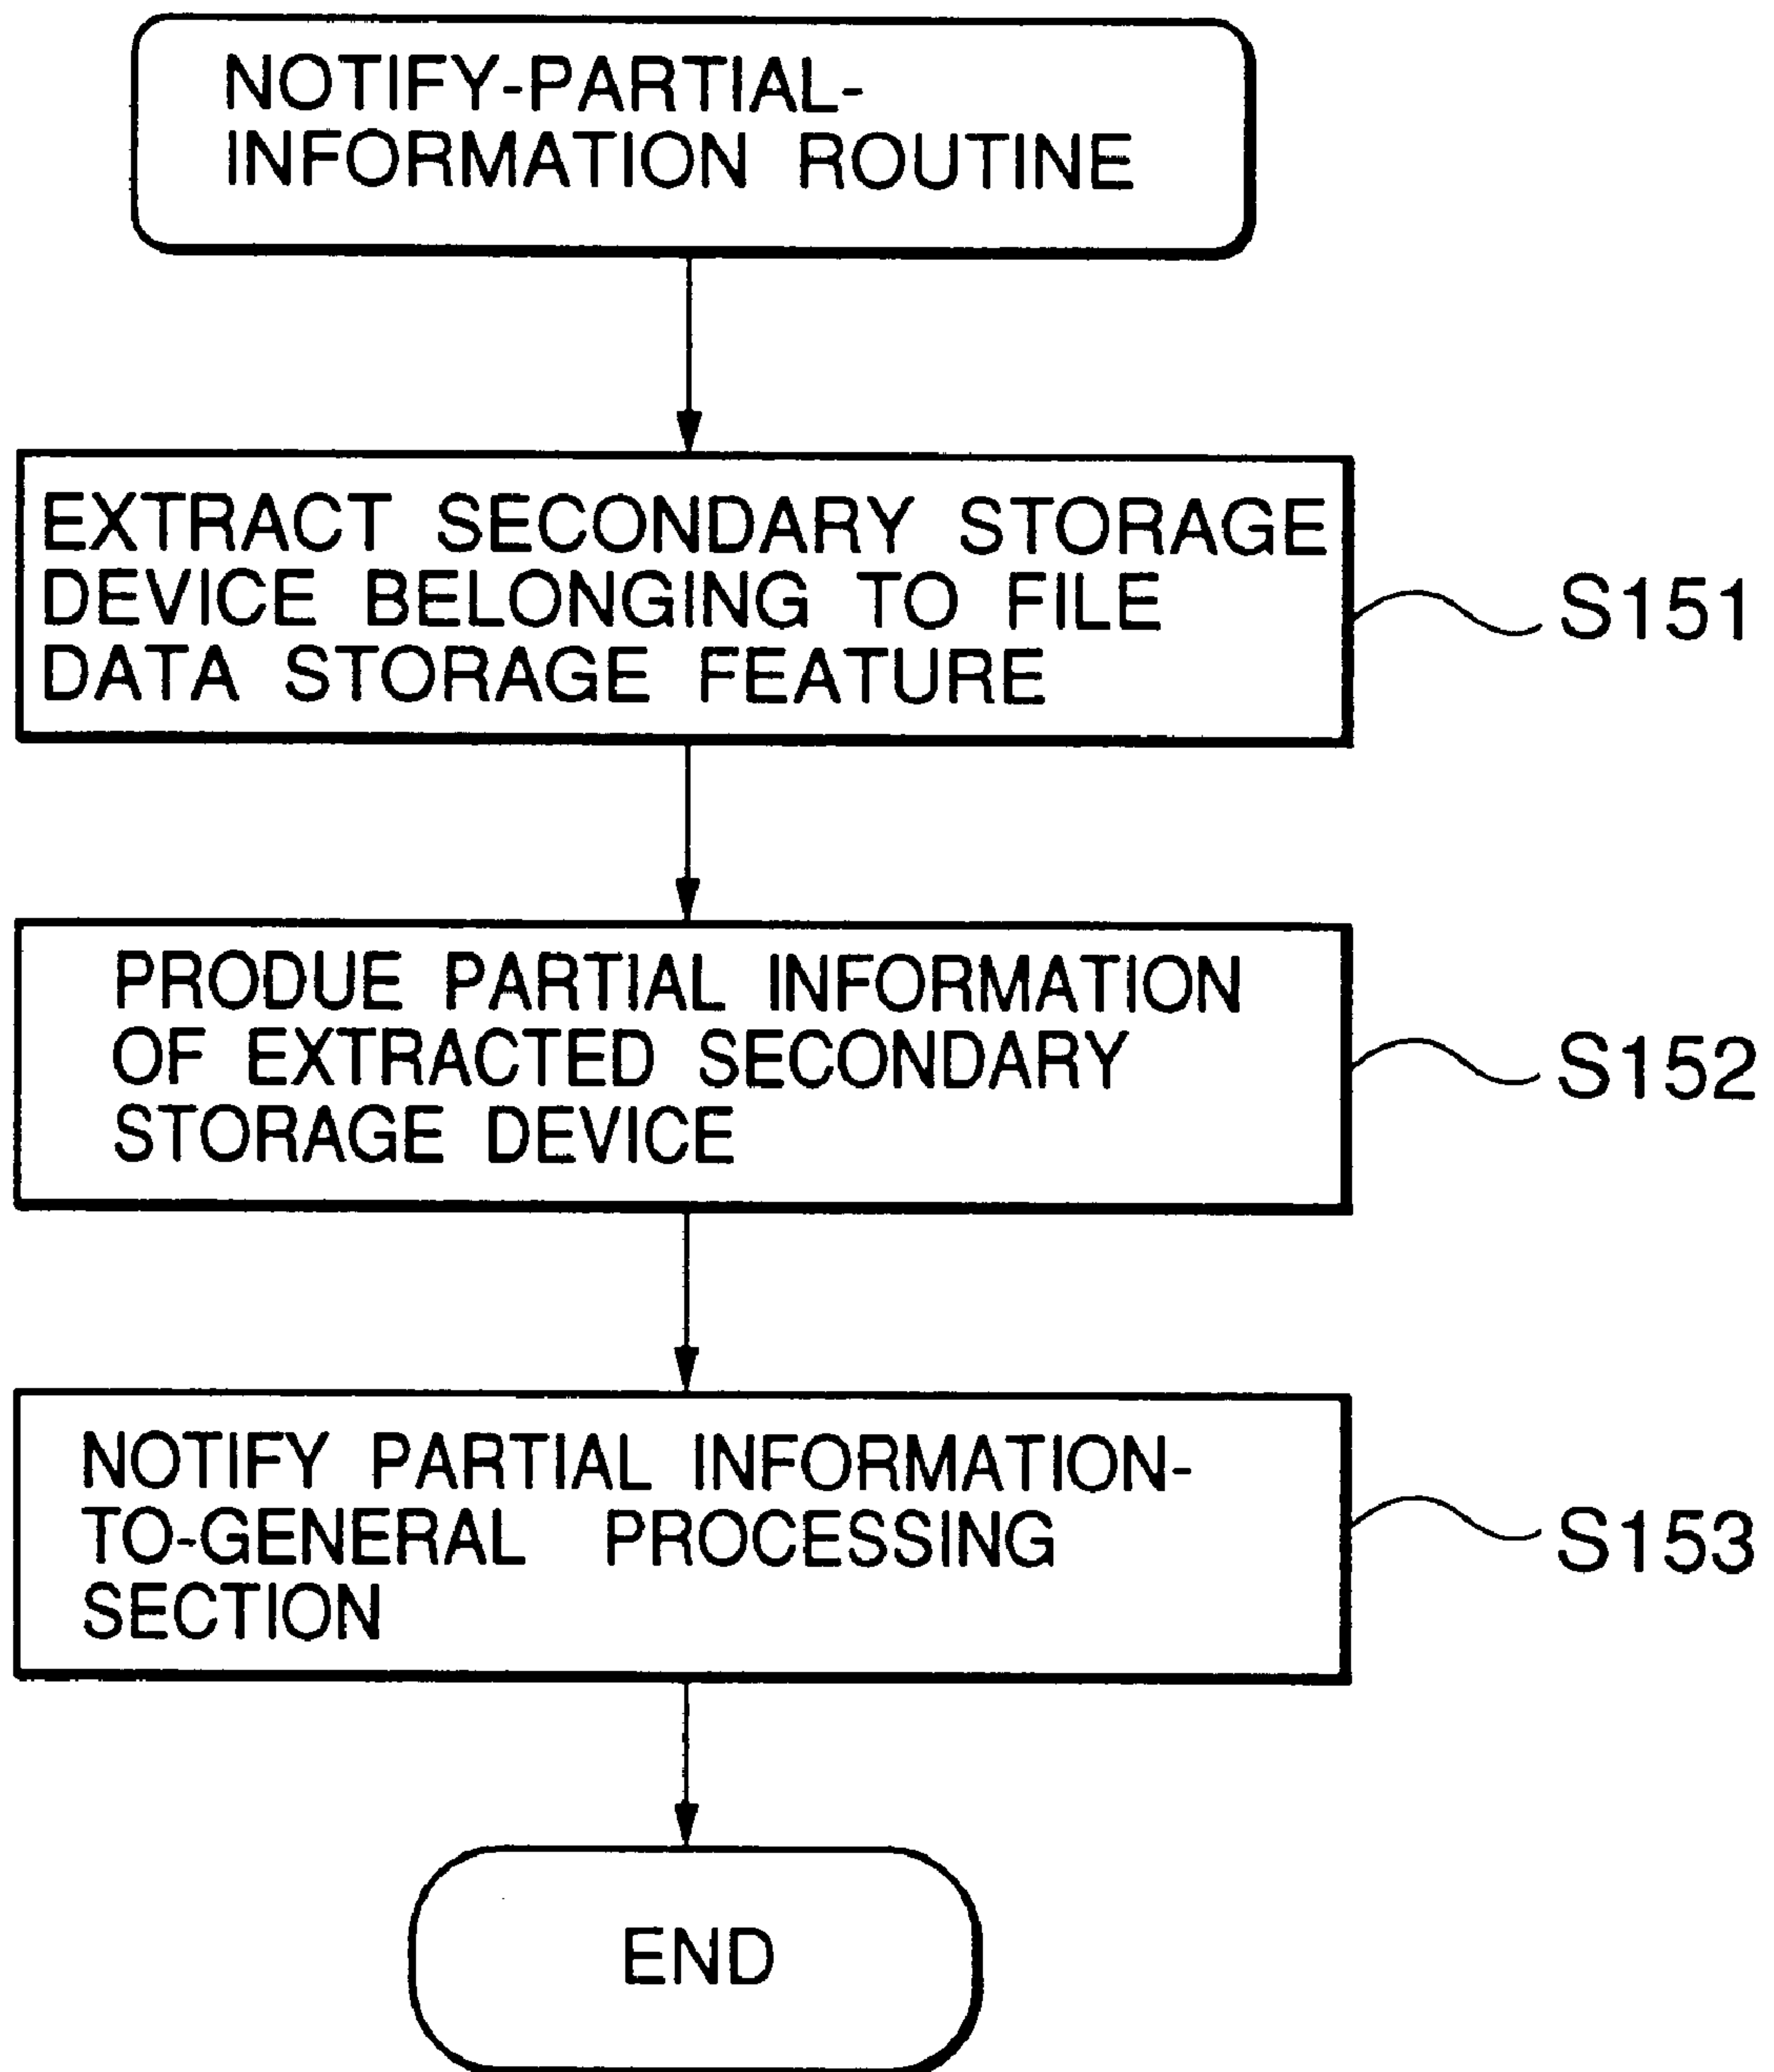 NOTIFY-PARTIAL-
INFORMATION ROUTINE
EXTRACT SECONDARY STORAGE
DEVICE BELONGING TO FILE
DATA STORAGE FEATURE
S151
PRODUE PARTIAL INFORMATION
OF EXTRACTED SECONDARY
STORAGE DEVICE
S152
NOTIFY PARTIAL INFORMATION-
TO-GENERAL PROCESSING
SECTION
S153
END